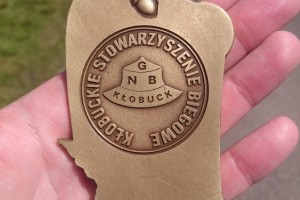 KŁOBUCKIE STOWARZYSZENIE BIEGOWE
G
N B
KŁOBUCK